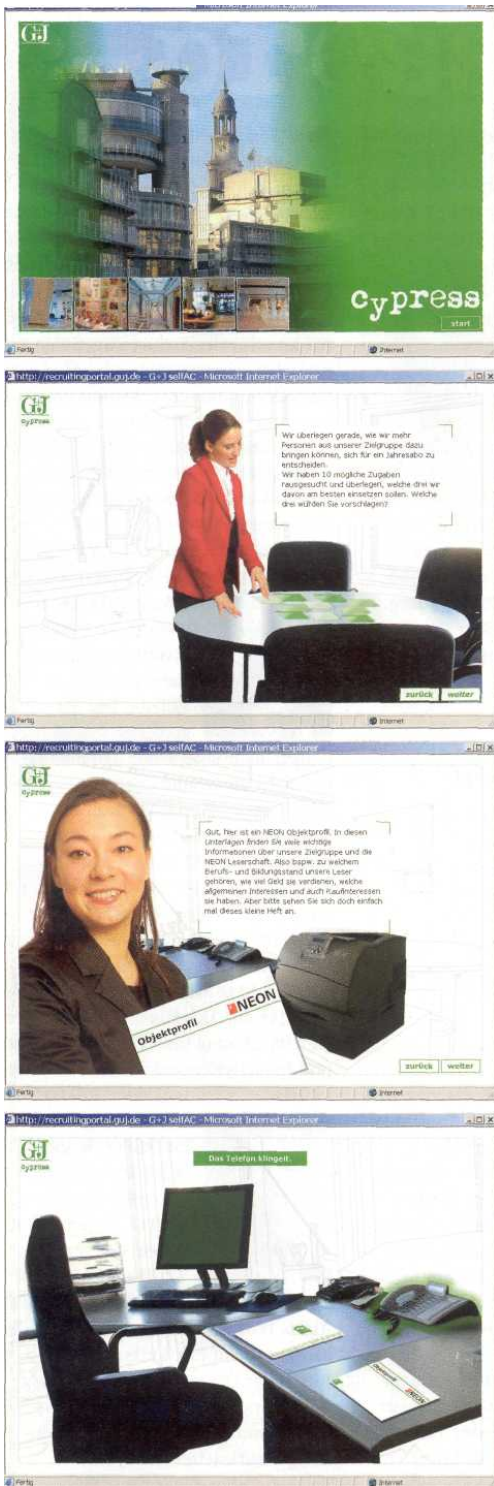 G+J
cypress
start
Fertig
Internet
http://recruitingportal.guj.de - G+J selfAC - Microsoft Internet Explorer
G+J
cypress
Wir überlegen gerade, wie wir mehr
Personen aus unserer Zielgruppe dazu
bringen können, sich für ein Jahresabo zu
entscheiden.
Wir haben 10 mögliche Zugaben
rausgesucht und überlegen, welche drei wir
davon am besten einsetzen sollen. Welche
drei würden Sie vorschlagen?
zurück weiter
Fertig
Internet
http://recruitingportal.guj.de - G+J selfAC - Microsoft Internet Explorer
G+J
cypress
Gut, hier ist ein NEON Objektprofil. In diesen
Unterlagen finden Sie viele wichtige
Informationen über unsere Zielgruppe und die
NEON Leserschaft. Also bspw. zu welchem
Berufs- und Bildungsstand unsere Leser
gehören, wie viel Geld sie verdienen, welche
allgemeinen Interessen und auch Kaufinteressen
sie haben. Aber bitte sehen Sie sich doch einfach
mal dieses kleine Heft an.
Objektprofil NEON
zurück weiter
Fertig
Internet
http://recruitingportal.guj.de - G+J selfAC - Microsoft Internet Explorer
G+J
cypress
Das Telefon klingelt.
Objektprofil
NEON
Fertig
Internet